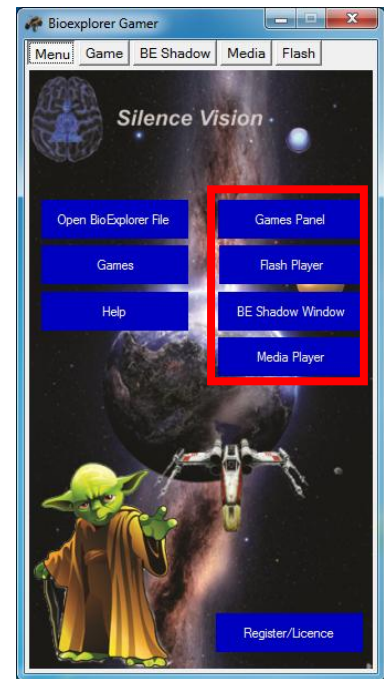 Bioexplorer Gamer
Menu Game BE Shadow Media Flash
Silence Vision
Open BioExplorer File Games Panel
Games Flash Player
Help BE Shadow Window
Media Player
Register/Licence